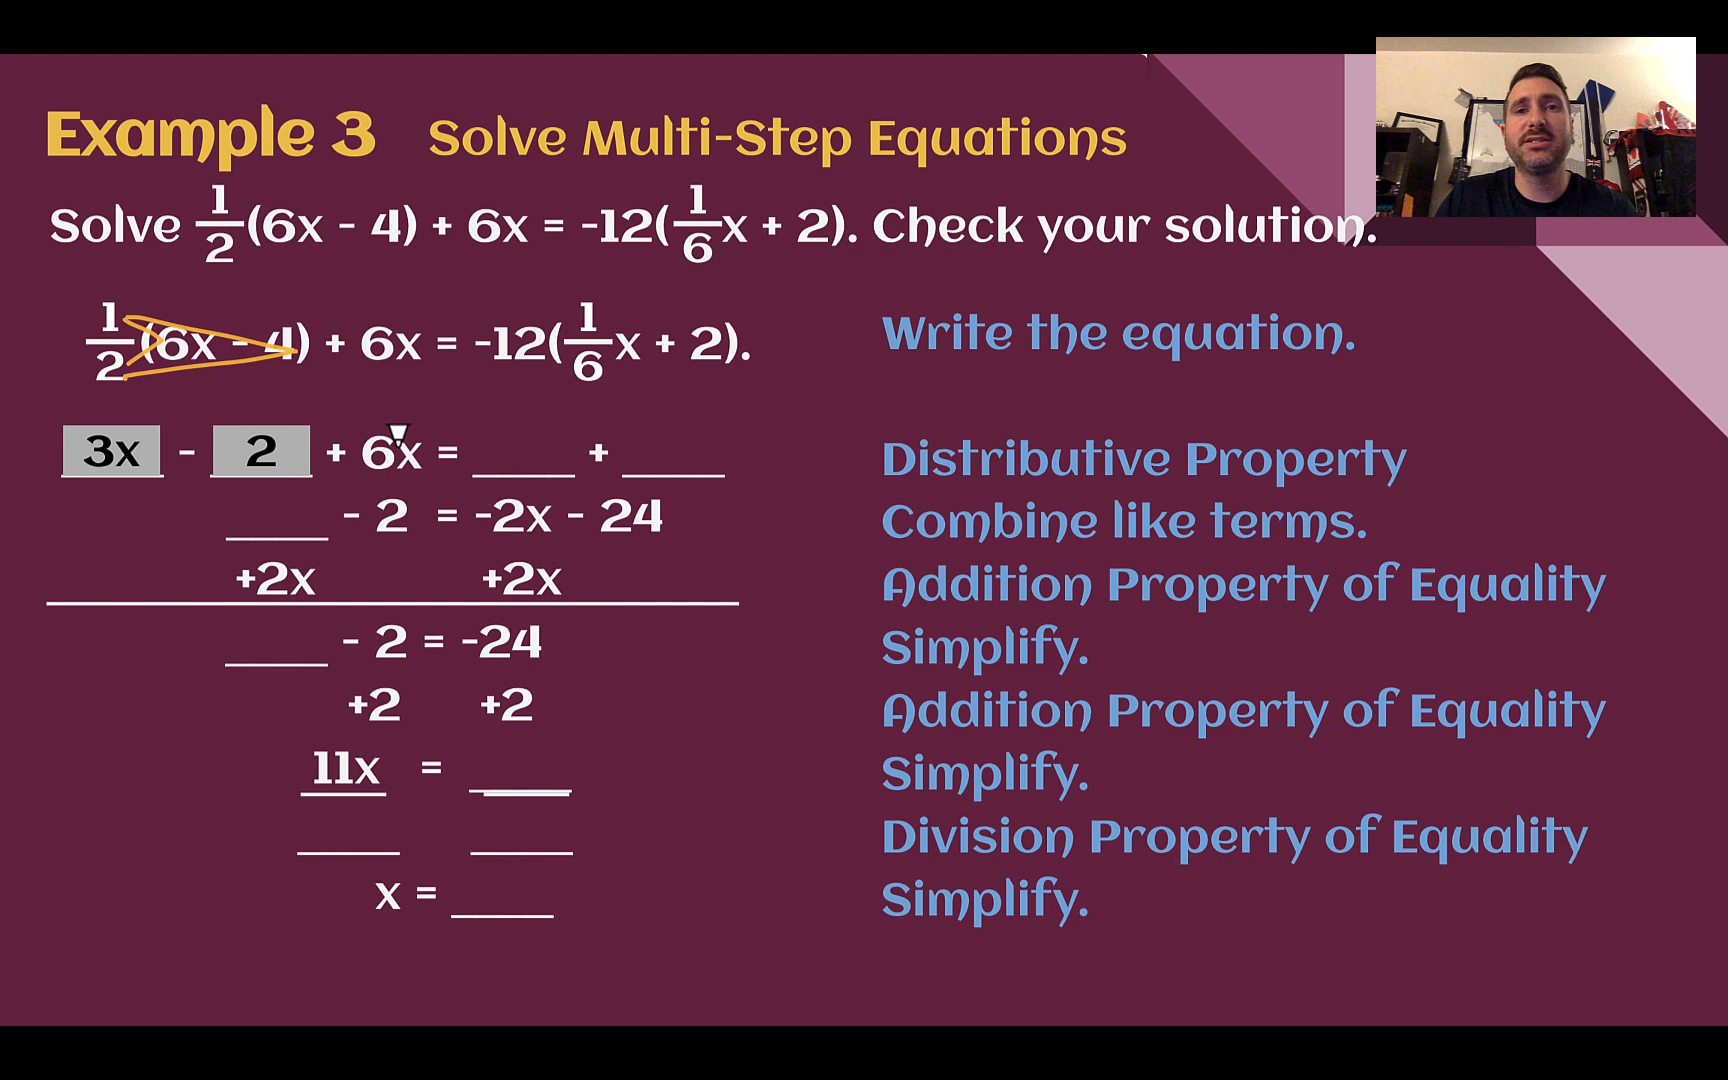 Example 3 Solve Multi-Step Equations
Solve 1/2(6x - 4) + 6x = -12(1/6x + 2). Check your solution.
1/2(6x - 4) + 6x = -12(1/6x + 2). Write the equation.
3x - 2 + 6x = ____ + ____ Distributive Property
____ - 2 = -2x - 24 Combine like terms.
+2x +2x Addition Property of Equality
____ - 2 = -24 Simplify.
+2 +2 Addition Property of Equality
11x = ____ Simplify.
____ ____ Division Property of Equality
x = ____ Simplify.